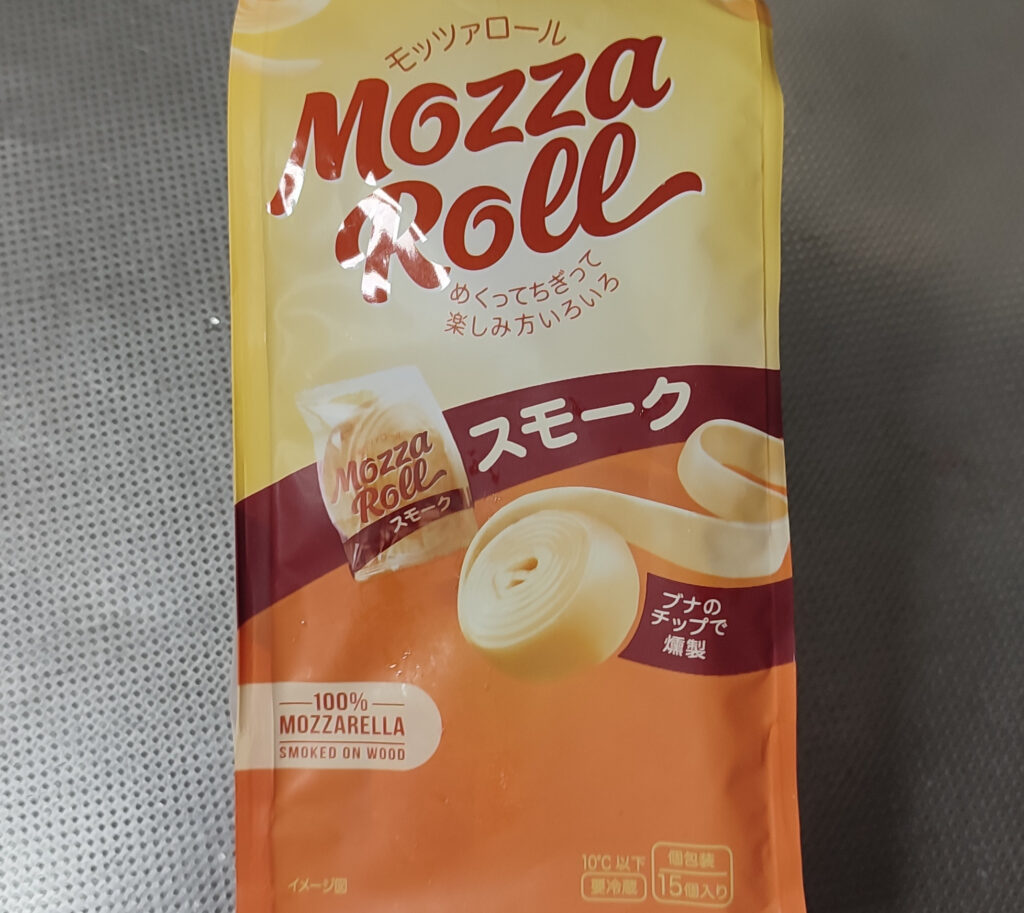 モッツァロール
Mozza
Roll
めくってちぎって
楽しみ方いろいろ
スモーク
Mozza
Roll
スモーク
ブナの
チップで
燻製
100%
MOZZARELLA
SMOKED ON WOOD
イメージ図
10℃以下
要冷蔵
個包装
15個入り